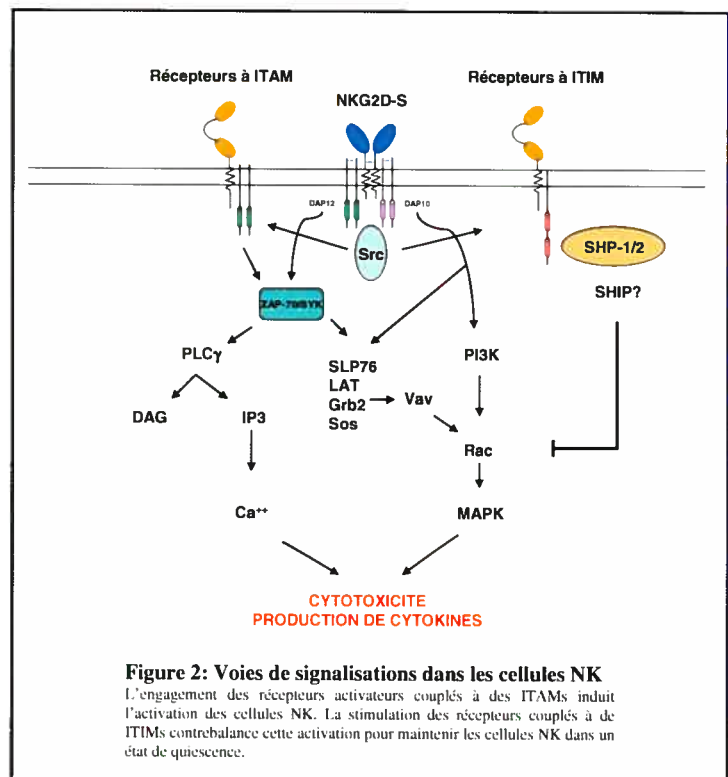 Récepteurs à ITAM
Récepteurs à ITIM
NKG2D-S
DAP12
DAP10
Src
SHP-1/2
SHIP?
ZAP-70/SYK
PLCγ
PI3K
SLP76
LAT
Grb2
Sos
Vav
DAG
IP3
Rac
Ca++
MAPK
CYTOTOXICITE
PRODUCTION DE CYTOKINES
Figure 2: Voies de signalisations dans les cellules NK
L'engagement des récepteurs activateurs couplés à des ITAMs induit
l'activation des cellules NK. La stimulation des récepteurs couplés à de
ITIMs contrebalance cette activation pour maintenir les cellules NK dans un
état de quiescence.